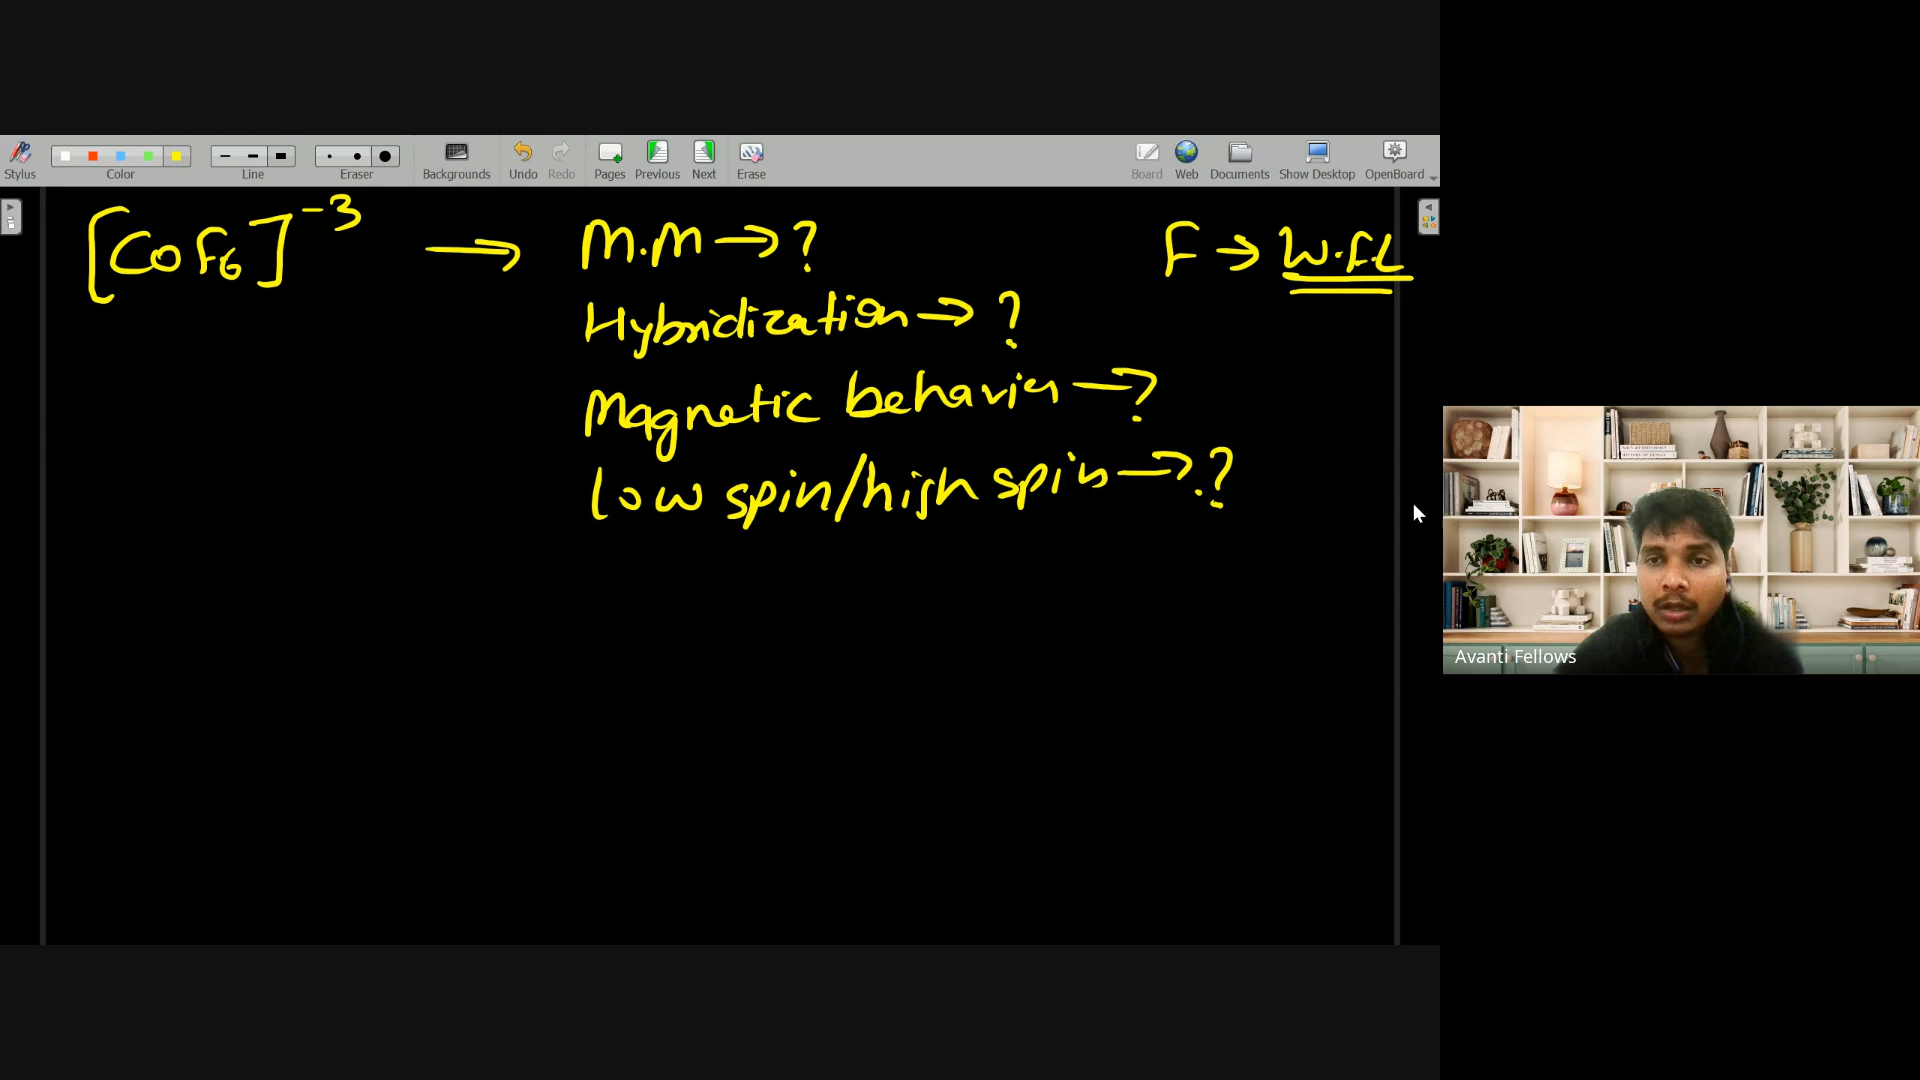 Stylus Color Line Eraser Backgrounds Undo Redo Pages Previous Next Erase Board Web Documents Show Desktop OpenBoard
[CoF6]^-3 → M.M → ? F → W.F.L
Hybridization → ?
Magnetic behavior → ?
Low spin/high spin → ??
Avanti Fellows